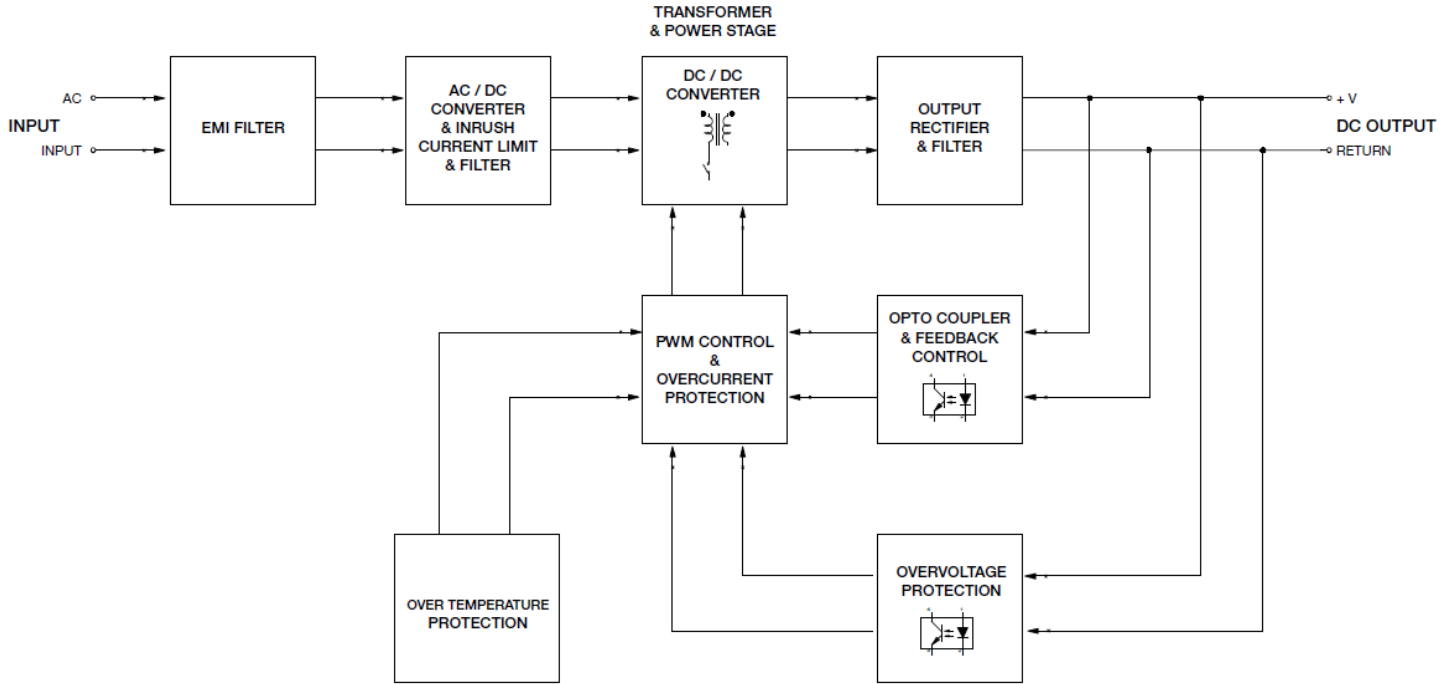 TRANSFORMER
& POWER STAGE
AC
INPUT
INPUT
EMI FILTER
AC / DC
CONVERTER
& INRUSH
CURRENT LIMIT
& FILTER
DC / DC
CONVERTER
OUTPUT
RECTIFIER
& FILTER
+ V
DC OUTPUT
RETURN
PWM CONTROL
&
OVERCURRENT
PROTECTION
OPTO COUPLER
& FEEDBACK
CONTROL
OVER TEMPERATURE
PROTECTION
OVERVOLTAGE
PROTECTION